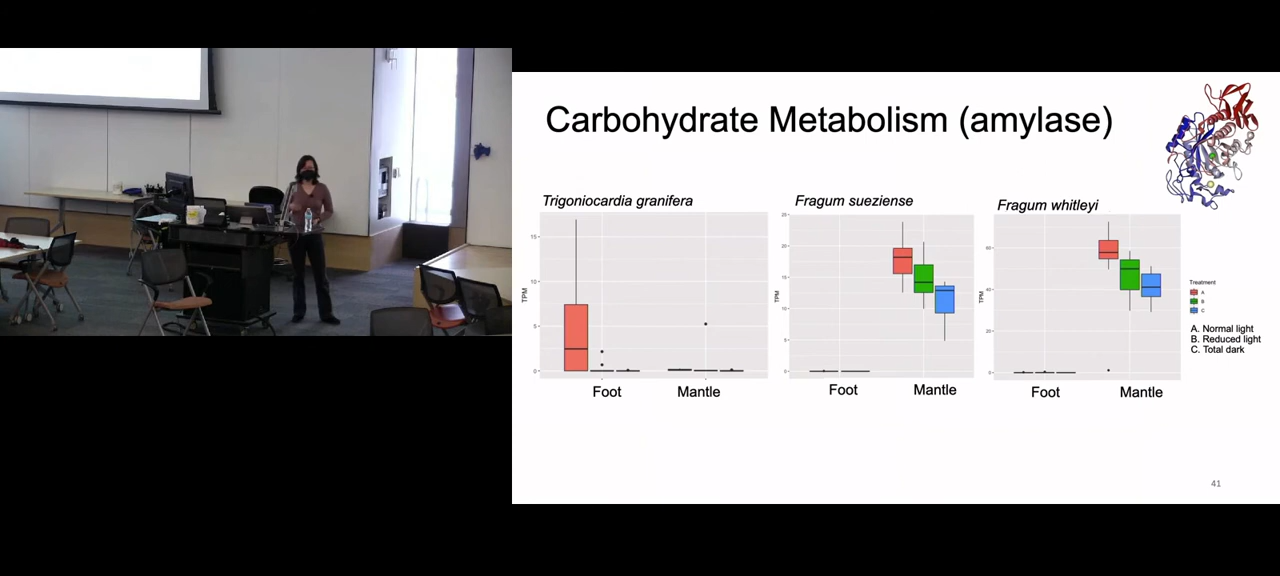 Carbohydrate Metabolism (amylase)
Trigoniocardia granifera
Fragum sueziense
Fragum whitleyi
TPM
15
10
5
0
Foot
Mantle
TPM
25
20
15
10
5
0
Foot
Mantle
TPM
60
40
20
0
Foot
Mantle
Treatment
A
B
C
A. Normal light
B. Reduced light
C. Total dark
41